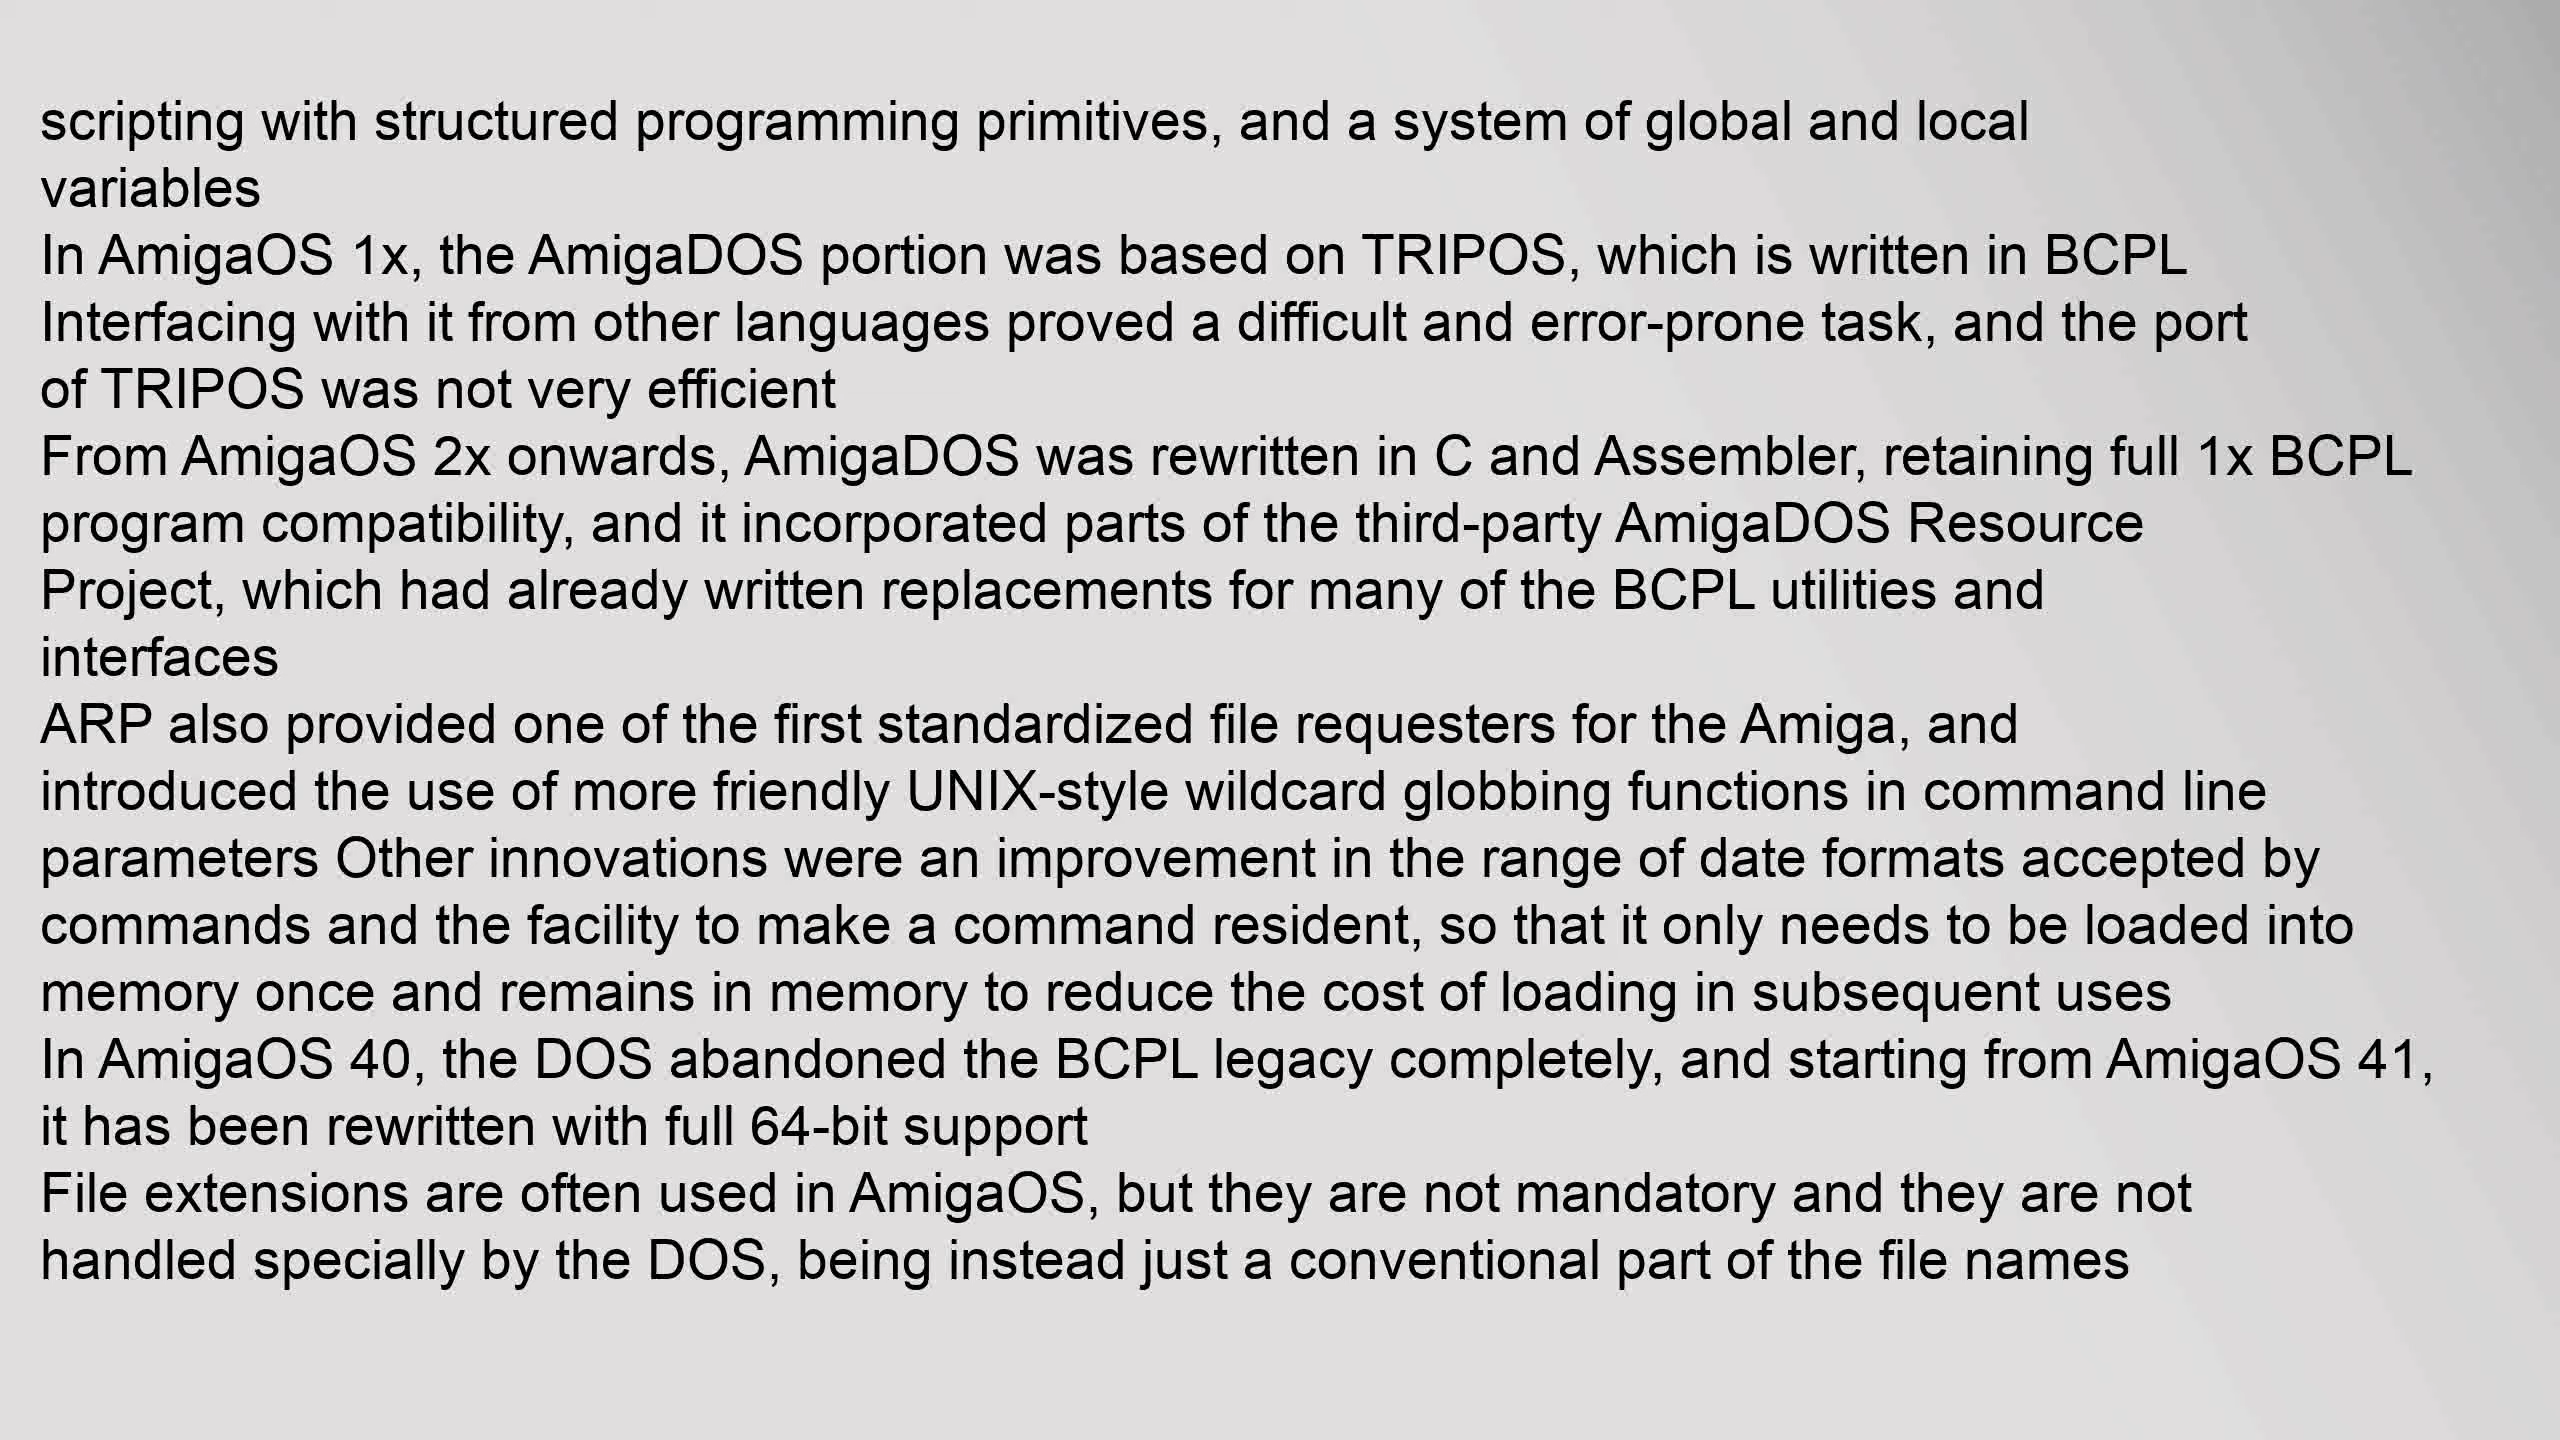 scripting with structured programming primitives, and a system of global and local
variables
In AmigaOS 1x, the AmigaDOS portion was based on TRIPOS, which is written in BCPL
Interfacing with it from other languages proved a difficult and error-prone task, and the port
of TRIPOS was not very efficient
From AmigaOS 2x onwards, AmigaDOS was rewritten in C and Assembler, retaining full 1x BCPL
program compatibility, and it incorporated parts of the third-party AmigaDOS Resource
Project, which had already written replacements for many of the BCPL utilities and
interfaces
ARP also provided one of the first standardized file requesters for the Amiga, and
introduced the use of more friendly UNIX-style wildcard globbing functions in command line
parameters Other innovations were an improvement in the range of date formats accepted by
commands and the facility to make a command resident, so that it only needs to be loaded into
memory once and remains in memory to reduce the cost of loading in subsequent uses
In AmigaOS 40, the DOS abandoned the BCPL legacy completely, and starting from AmigaOS 41,
it has been rewritten with full 64-bit support
File extensions are often used in AmigaOS, but they are not mandatory and they are not
handled specially by the DOS, being instead just a conventional part of the file names